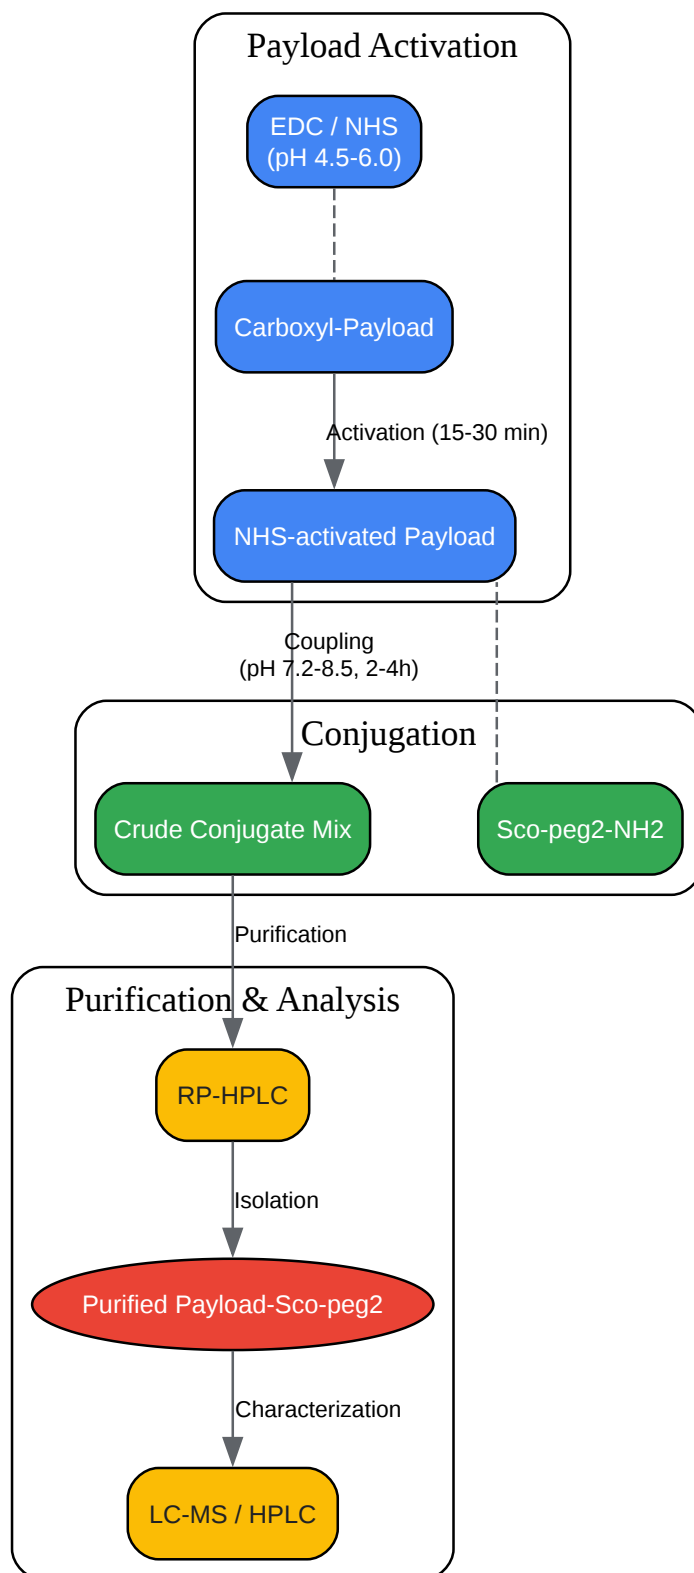 Payload Activation
EDC / NHS
(pH 4.5-6.0)
Carboxyl-Payload
Activation (15-30 min)
NHS-activated Payload
Coupling
(pH 7.2-8.5, 2-4h)
Conjugation
Crude Conjugate Mix
Sco-peg2-NH2
Purification
Purification & Analysis
RP-HPLC
Isolation
Purified Payload-Sco-peg2
Characterization
LC-MS / HPLC